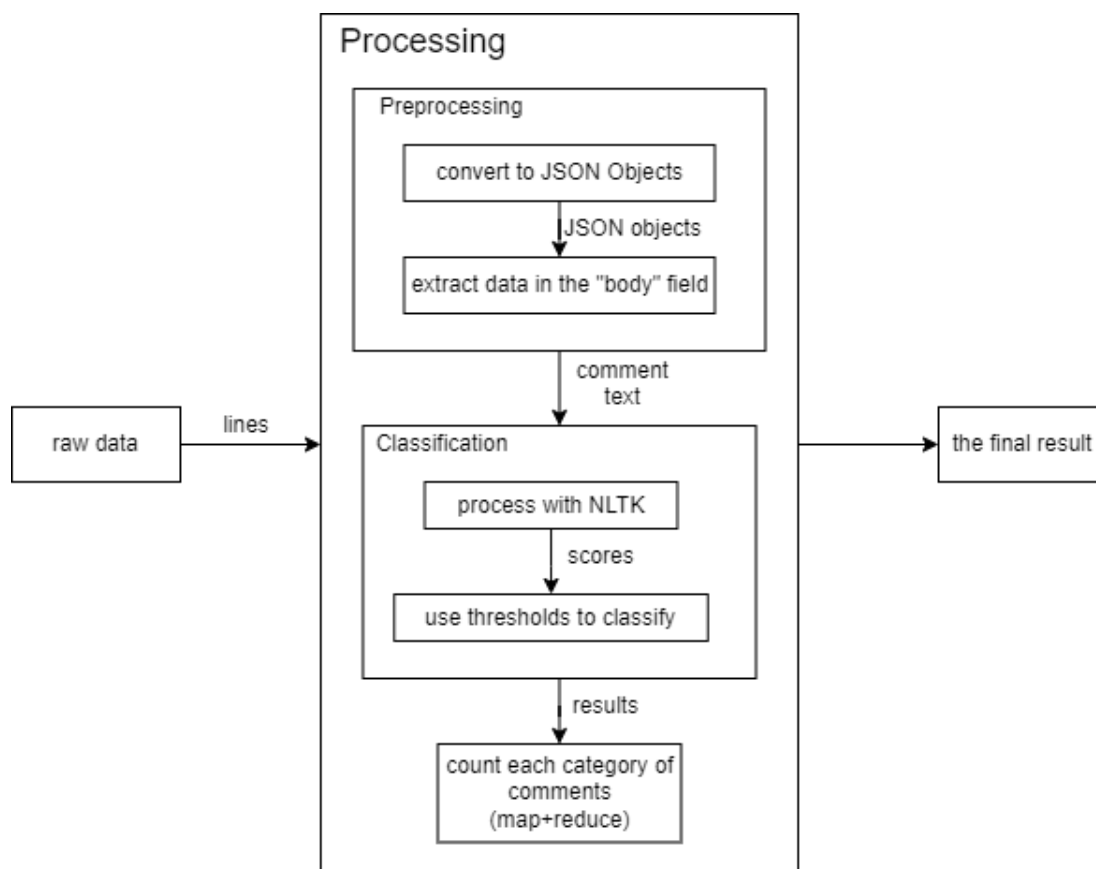 Processing
Preprocessing
convert to JSON Objects
JSON objects
extract data in the "body" field
comment
text
raw data
lines
Classification
process with NLTK
scores
use thresholds to classify
results
count each category of
comments
(map+reduce)
the final result